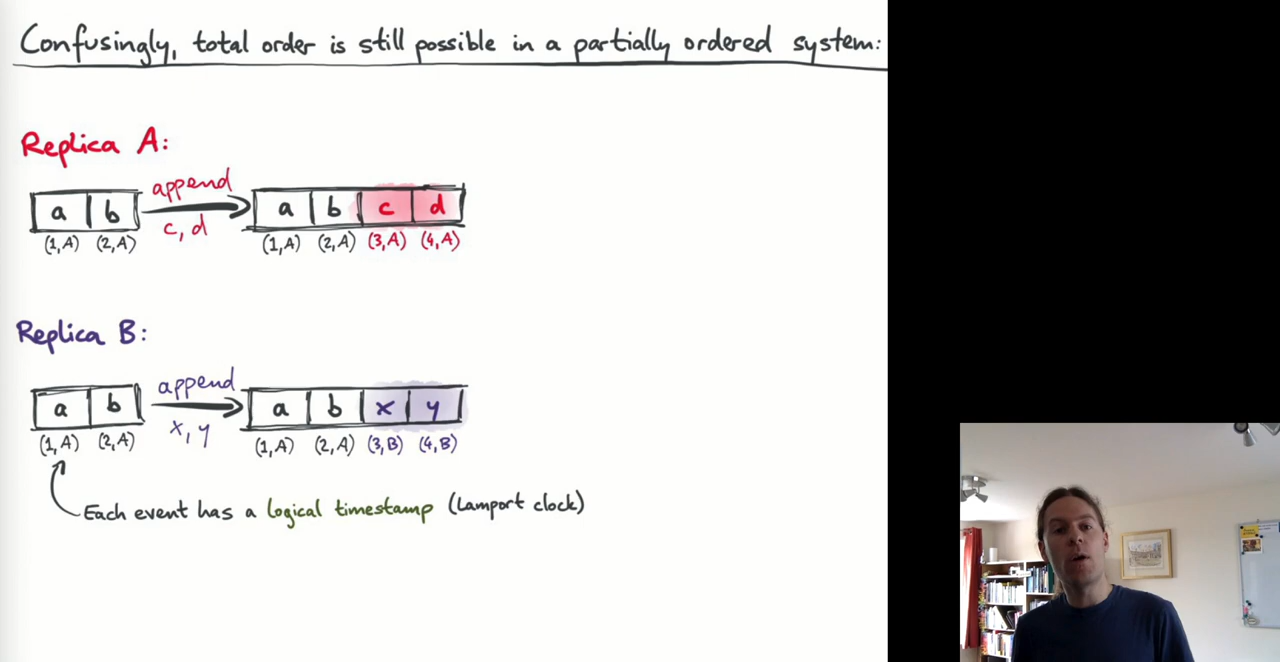 Confusingly, total order is still possible in a partially ordered system:
Replica A:
a b append c, d a b c d
(1,A) (2,A) (1,A) (2,A) (3,A) (4,A)
Replica B:
a b append x, y a b x y
(1,A) (2,A) (1,A) (2,A) (3,B) (4,B)
Each event has a logical timestamp (Lamport clock)